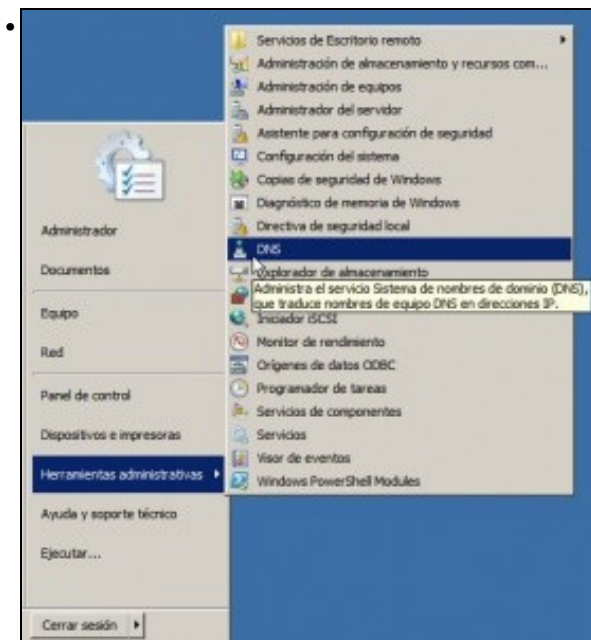 Servicios de Escritorio remoto
Administración de almacenamiento y recursos com...
Administración de equipos
Administrador del servidor
Asistente para configuración de seguridad
Configuración del sistema
Copias de seguridad de Windows
Diagnóstico de memoria de Windows
Directiva de seguridad local
DNS
Explorador de almacenamiento
Administra el servicio Sistema de nombres de dominio (DNS),
que traduce nombres de equipo DNS en direcciones IP.
Iniciador iSCSI
Monitor de rendimiento
Orígenes de datos ODBC
Programador de tareas
Servicios de componentes
Servicios
Visor de eventos
Windows PowerShell Modules
Administrador
Documentos
Equipo
Red
Panel de control
Dispositivos e impresoras
Herramientas administrativas
Ayuda y soporte técnico
Ejecutar...
Cerrar sesión